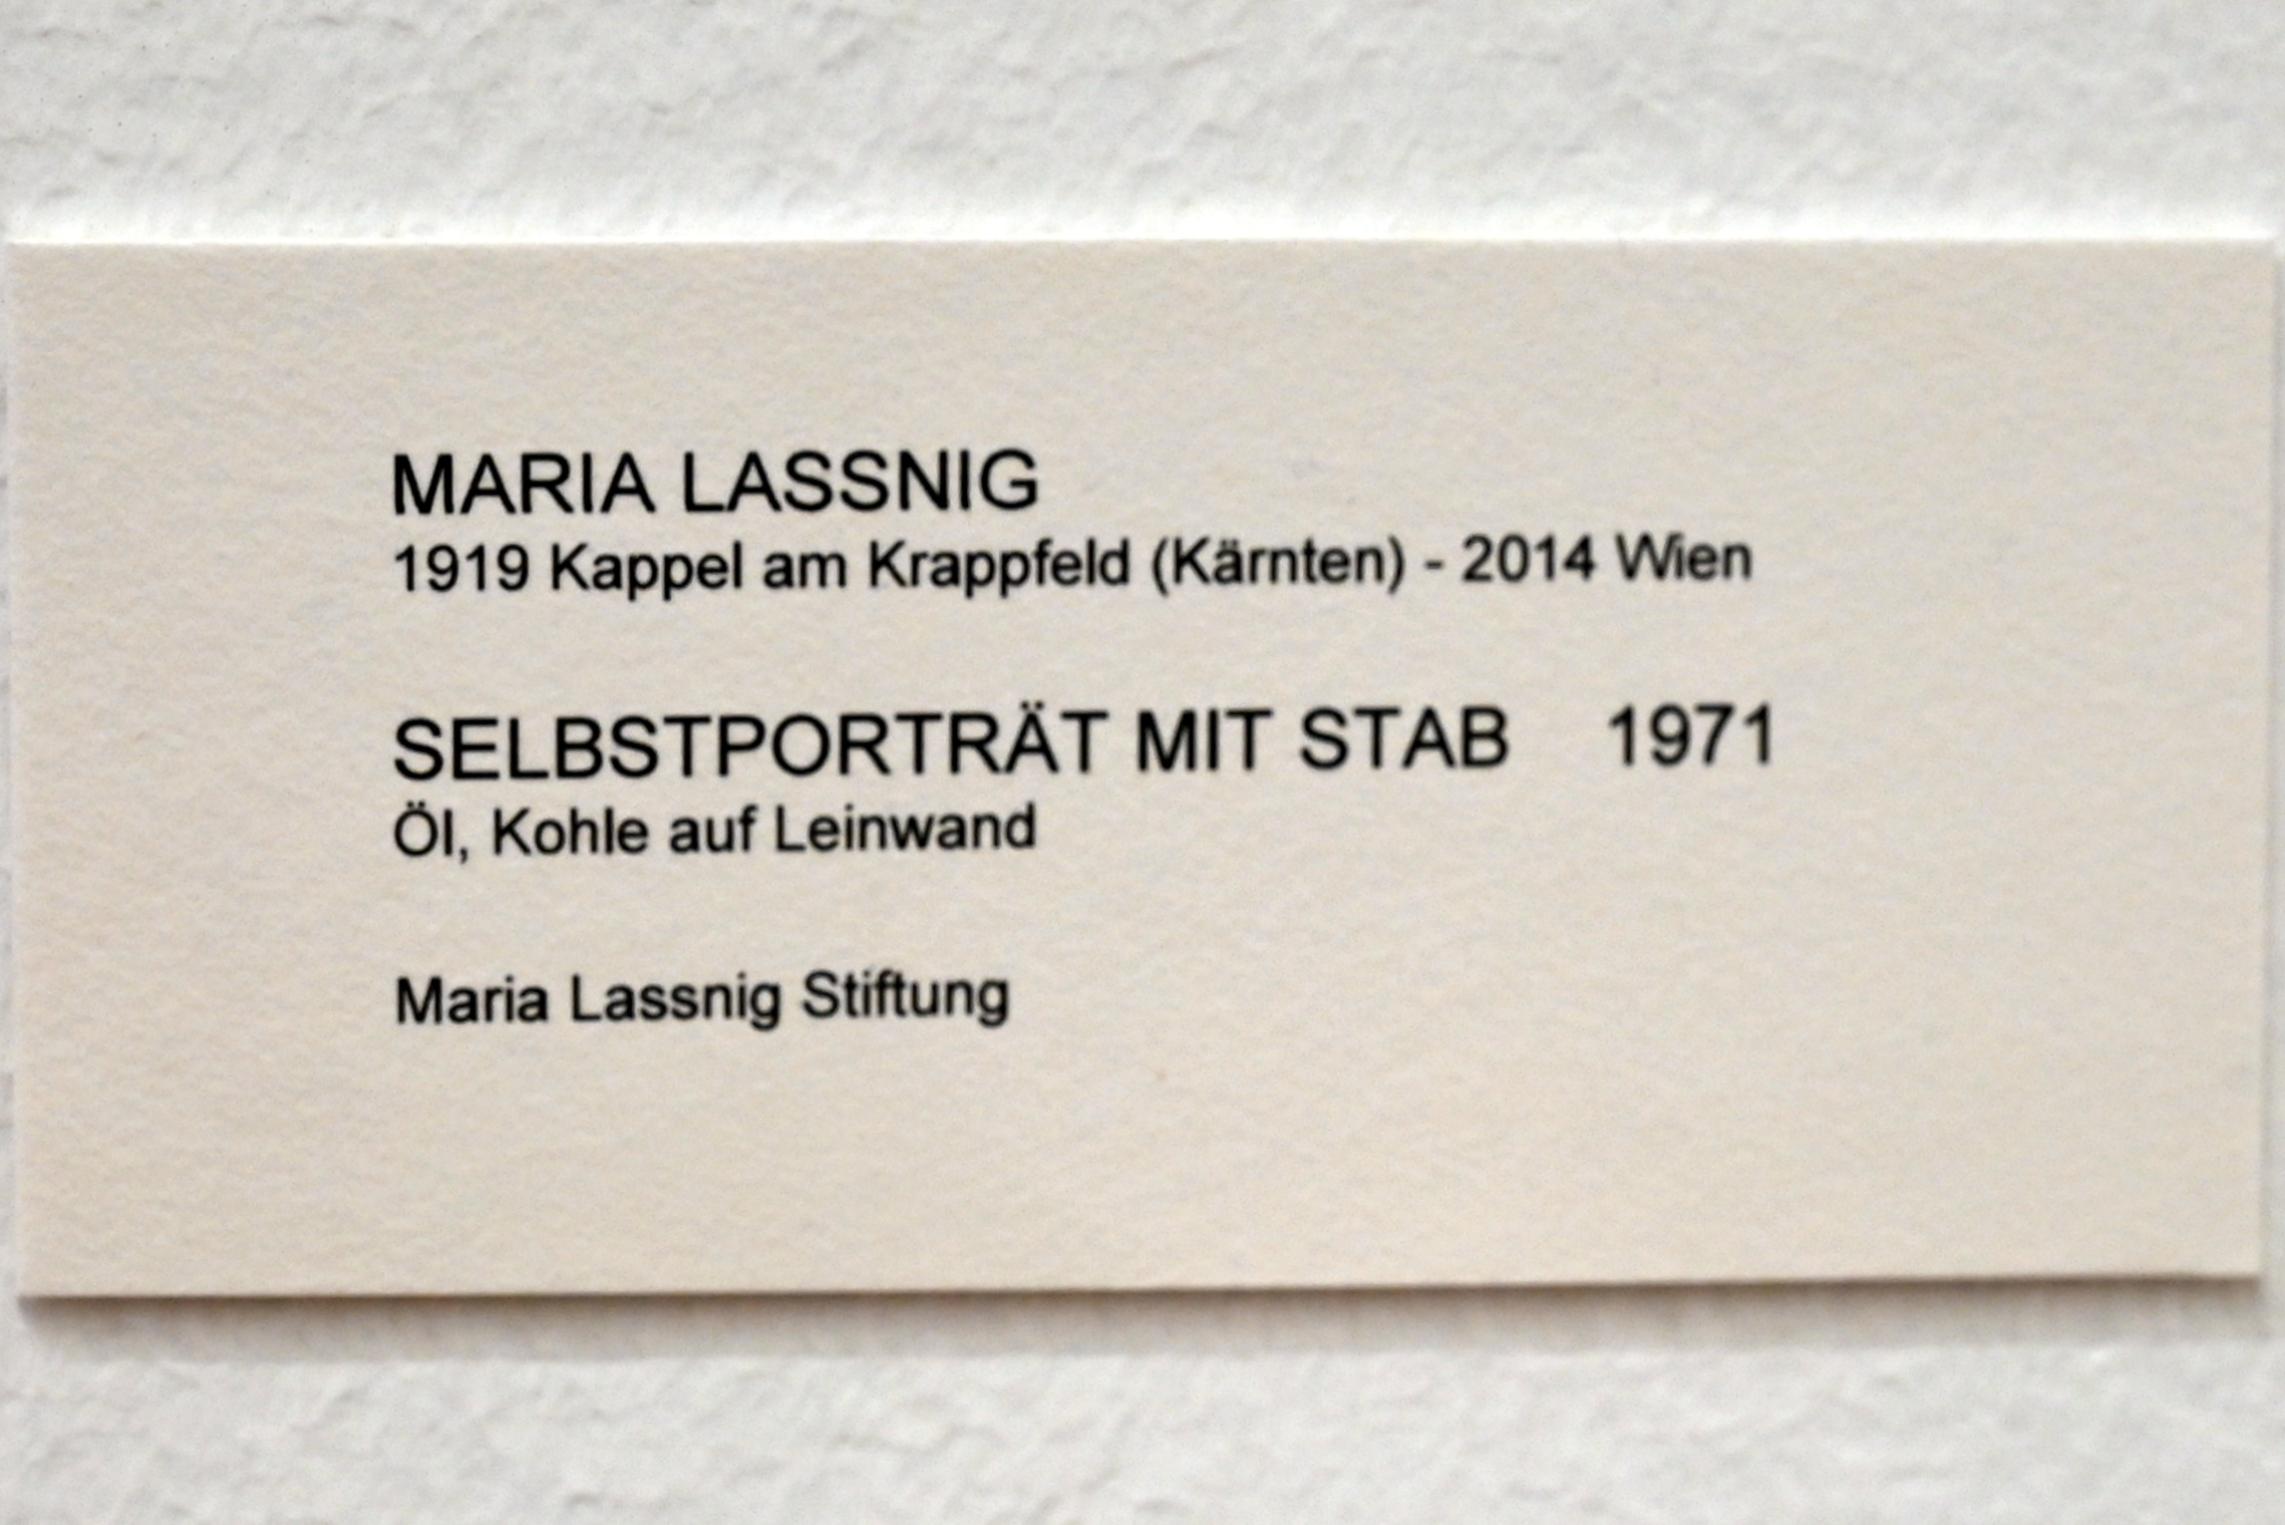 MARIA LASSNIG
1919 Kappel am Krappfeld (Kärnten) - 2014 Wien
SELBSTPORTRÄT MIT STAB 1971
Öl, Kohle auf Leinwand
Maria Lassnig Stiftung